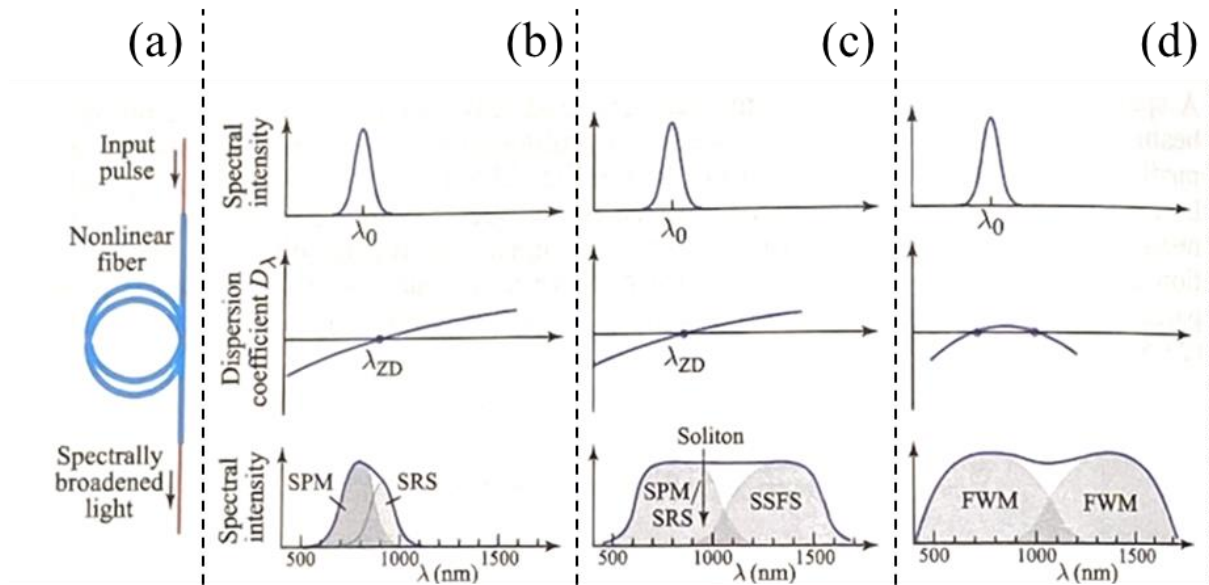 (a)
Input
pulse
Nonlinear
fiber
Spectrally
broadened
light
(b)
Spectral
intensity
λ0
Dispersion
coefficient Dλ
λZD
Spectral
intensity
SPM
SRS
500
1000
1500
λ (nm)
(c)
λ0
λZD
Soliton
SPM/
SRS
SSFS
500
1000
1500
λ (nm)
(d)
λ0
FWM
FWM
500
1000
1500
λ (nm)